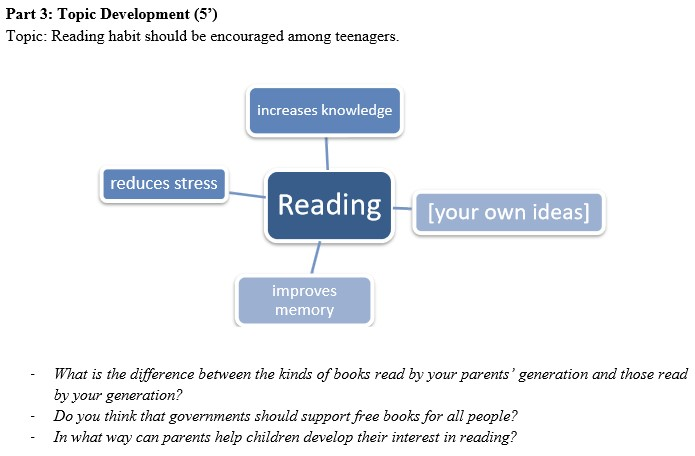 Part 3: Topic Development (5’)
Topic: Reading habit should be encouraged among teenagers.
increases knowledge
reduces stress
Reading
[your own ideas]
improves
memory
- What is the difference between the kinds of books read by your parents’ generation and those read
by your generation?
- Do you think that governments should support free books for all people?
- In what way can parents help children develop their interest in reading?